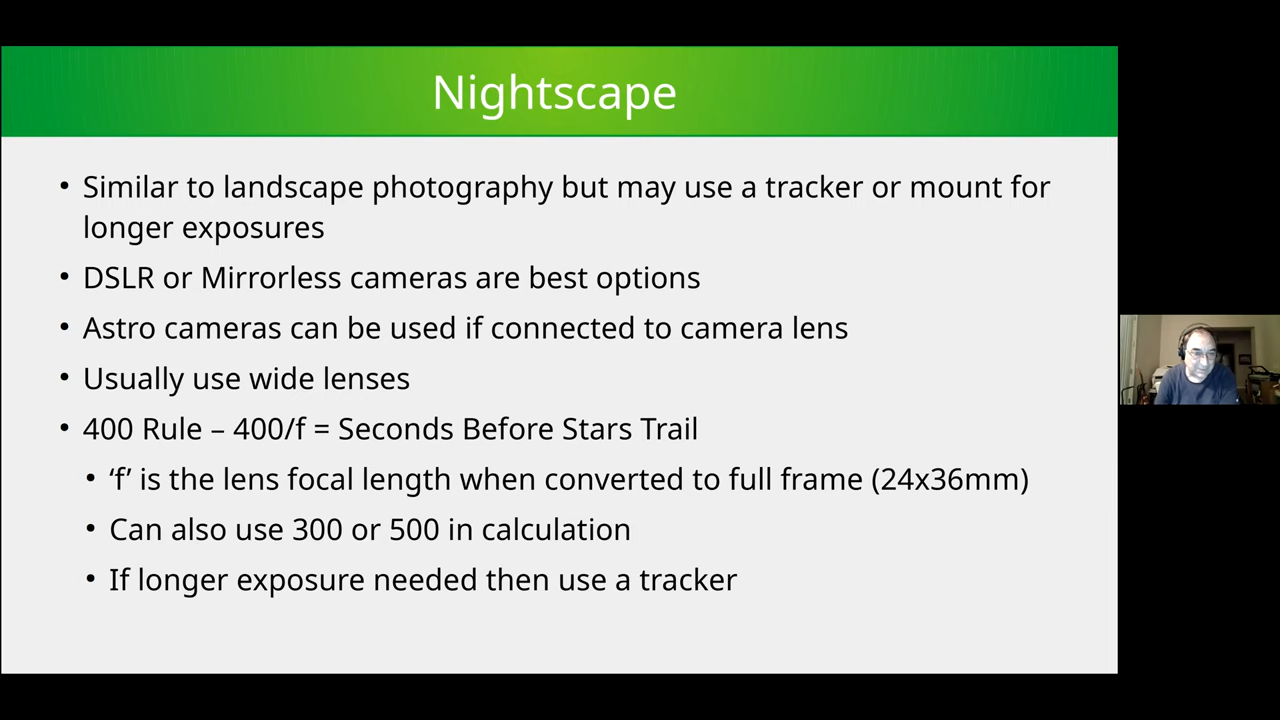 Nightscape
• Similar to landscape photography but may use a tracker or mount for
longer exposures
• DSLR or Mirrorless cameras are best options
• Astro cameras can be used if connected to camera lens
• Usually use wide lenses
• 400 Rule – 400/f = Seconds Before Stars Trail
• ‘f’ is the lens focal length when converted to full frame (24x36mm)
• Can also use 300 or 500 in calculation
• If longer exposure needed then use a tracker